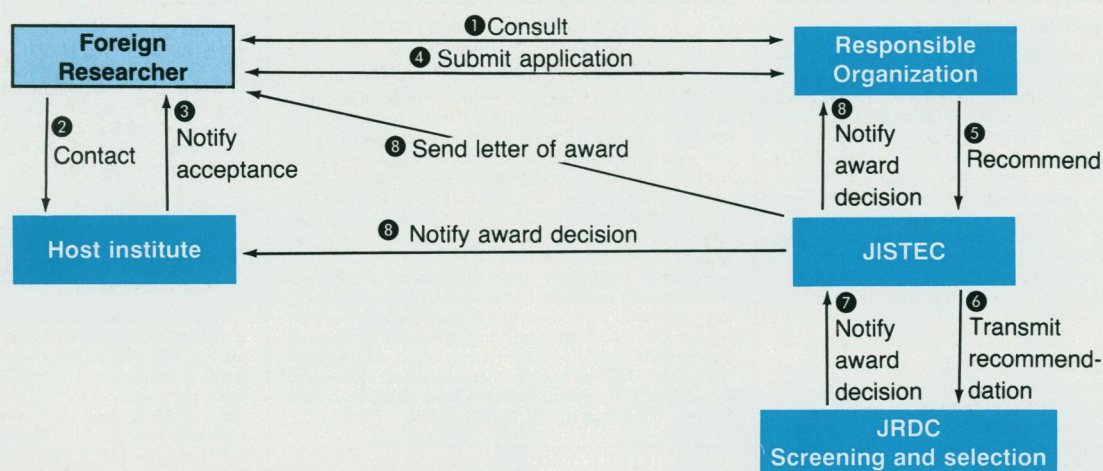 ❶Consult
Foreign
Researcher
Responsible
Organization
❹ Submit application
❷
Contact
❸
Notify
acceptance
❽ Send letter of award
❽
Notify
award
decision
❺
Recommend
Host institute
❽ Notify award decision
JISTEC
❼
Notify
award
decision
❻
Transmit
recommend-
dation
JRDC
Screening and selection